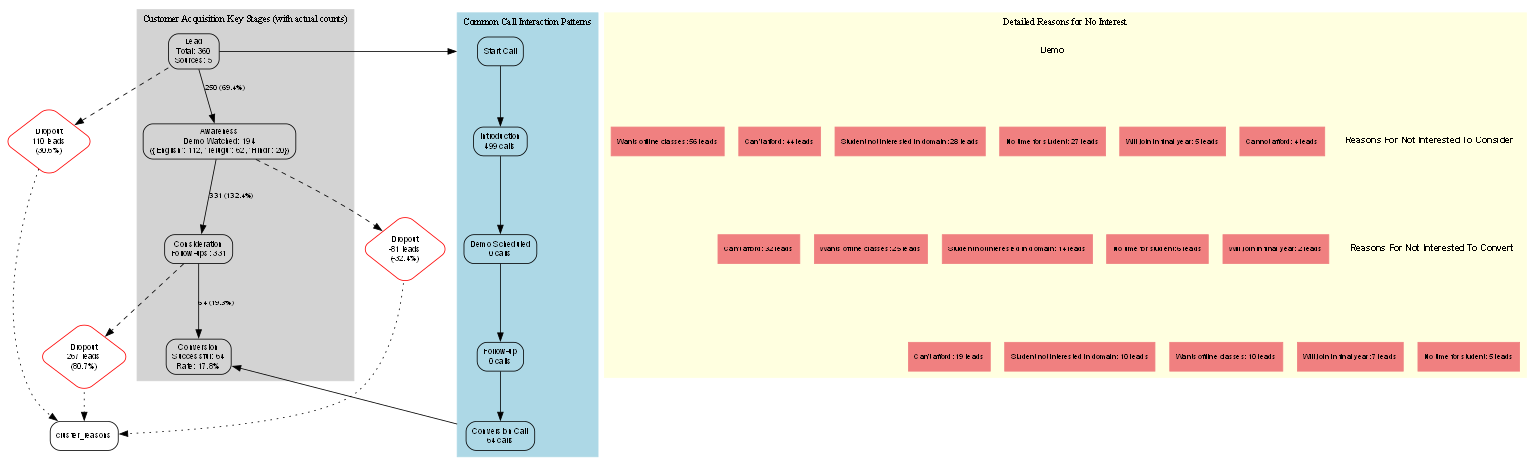 Customer Acquisition Key Stages (with actual counts)
Lead
Total: 360
Sources: 5
250 (69.4%)
Dropout
110 leads
(30.6%)
Awareness
Demo Watched: 194
({'English': 112, 'Telugu': 62, 'Hindi': 20})
331 (132.4%)
Dropout
-81 leads
(-32.4%)
Consideration
Follow-ups: 331
64 (19.3%)
Dropout
267 leads
(80.7%)
Conversion
Successful: 64
Rate: 17.8%
cluster_reasons
Common Call Interaction Patterns
Start Call
Introduction
499 calls
Demo Scheduled
0 calls
Follow-up
0 calls
Conversion Call
64 calls
Detailed Reasons for No Interest
Demo
Wants offline classes: 56 leads
Can't afford: 44 leads
Student not interested in domain: 28 leads
No time for student: 27 leads
Will join in final year: 5 leads
Cannot afford: 4 leads
Reasons For Not Interested To Consider
Can't afford: 32 leads
Wants offline classes: 25 leads
Student not interested in domain: 14 leads
No time for student: 6 leads
Will join in final year: 2 leads
Reasons For Not Interested To Convert
Can't afford: 19 leads
Student not interested in domain: 10 leads
Wants offline classes: 10 leads
Will join in final year: 7 leads
No time for student: 5 leads